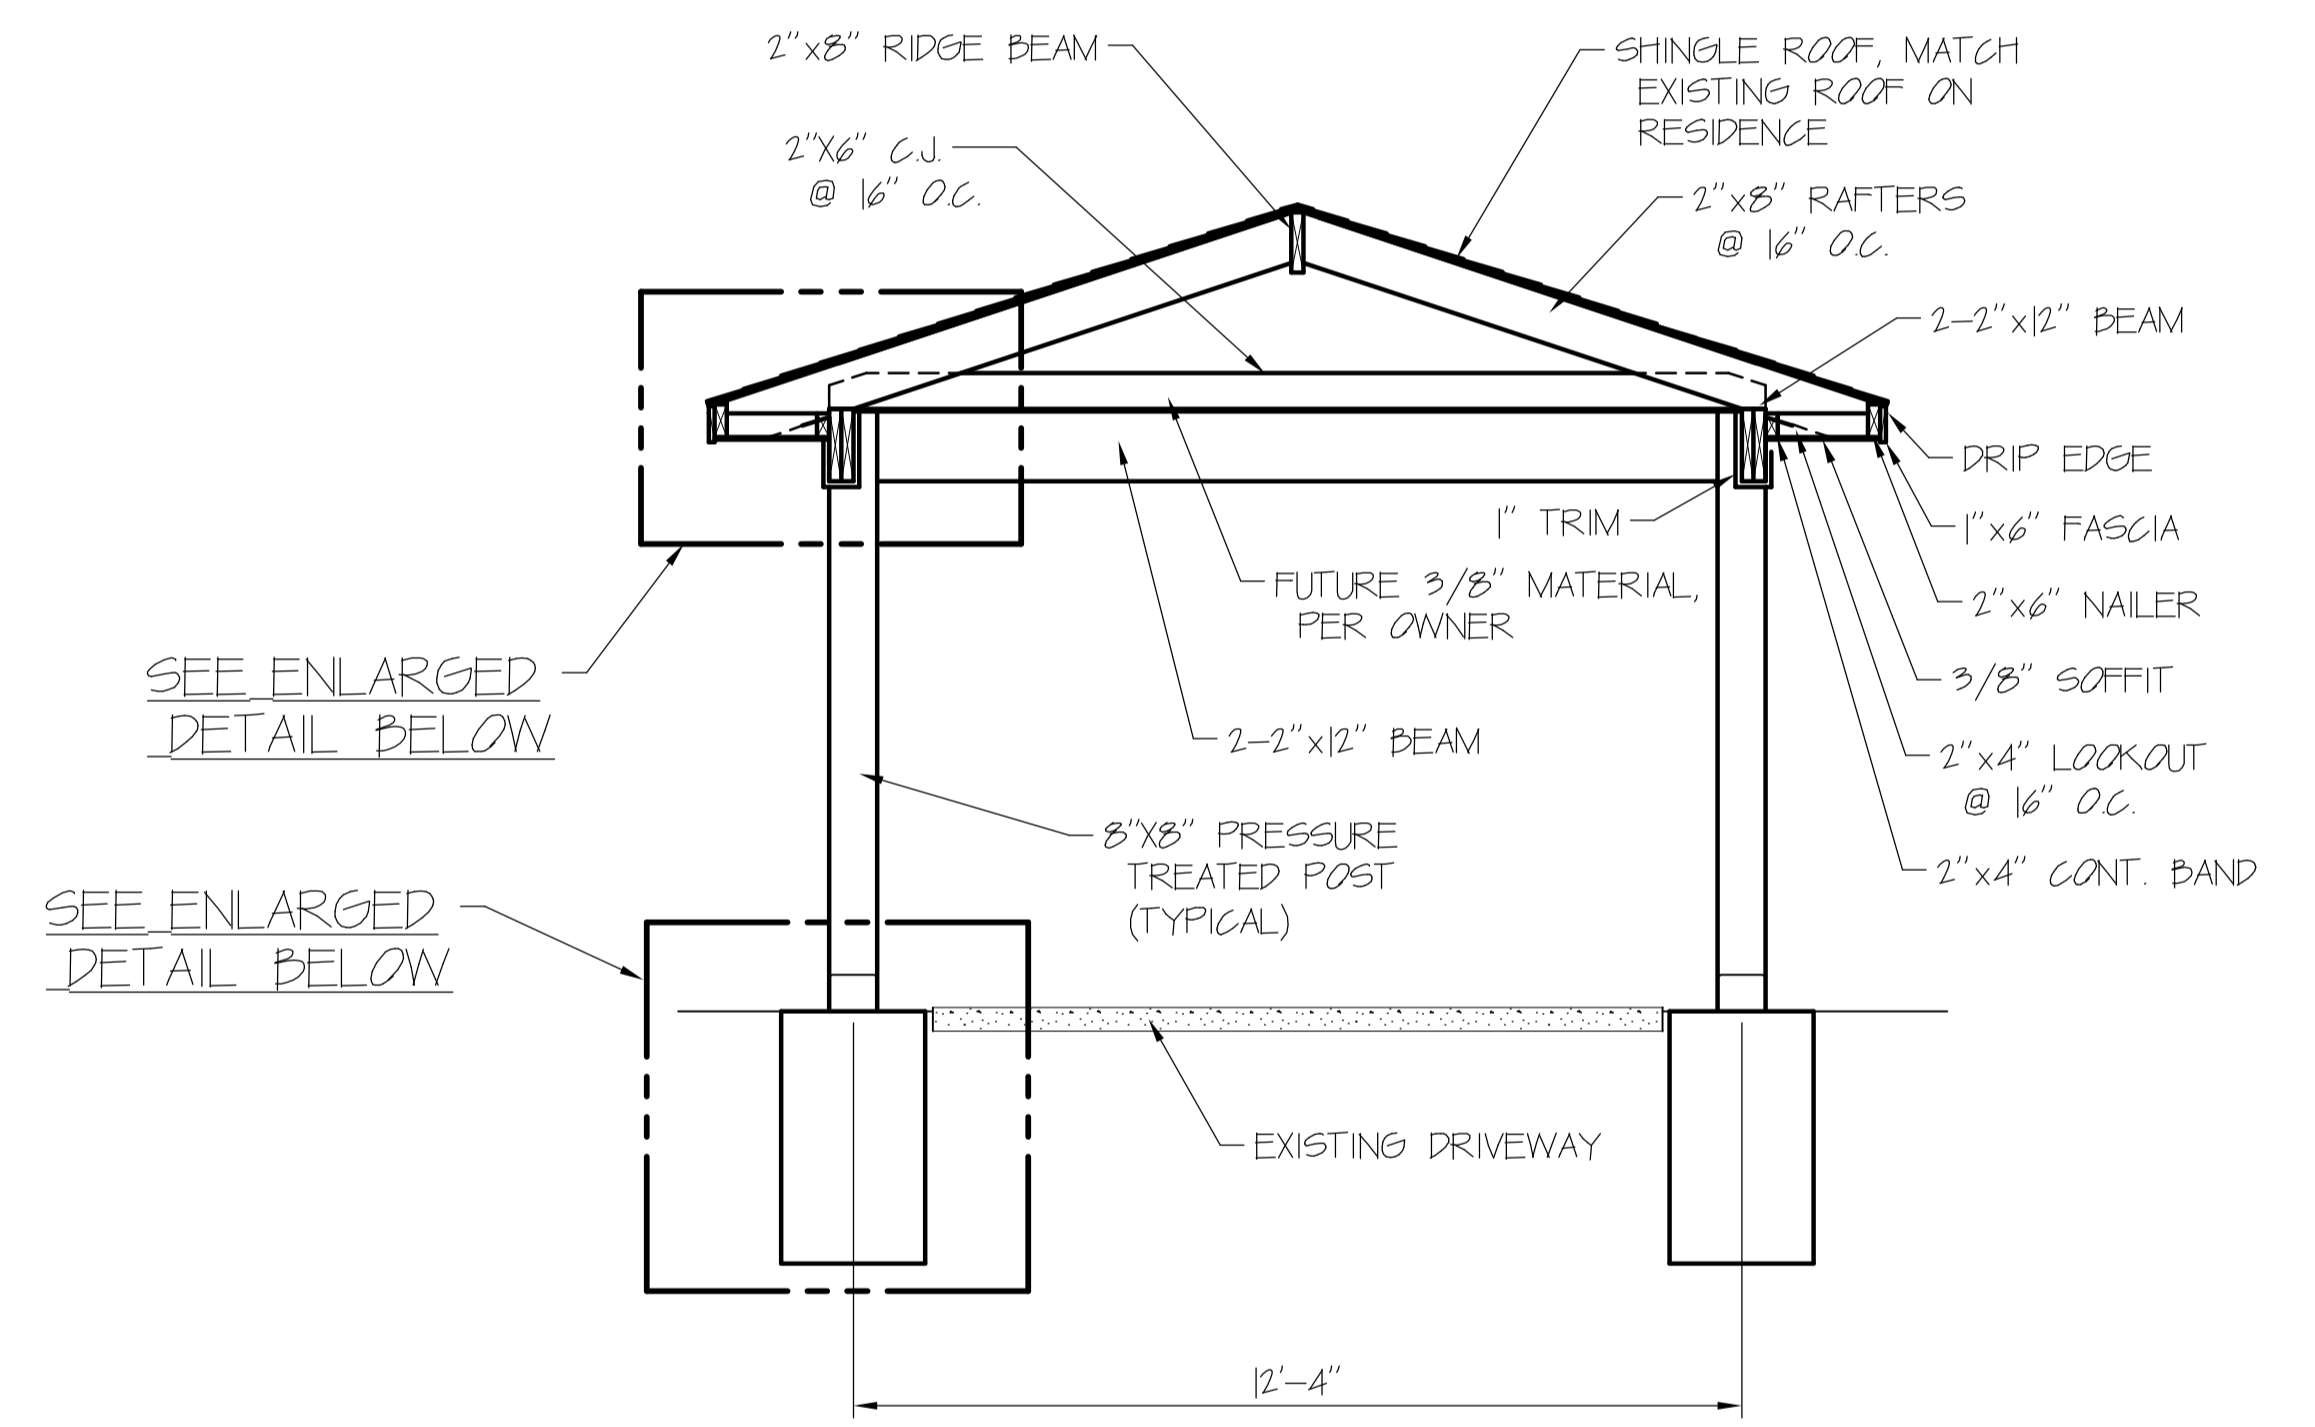 2"x8" RIDGE BEAM
SHINGLE ROOF, MATCH
EXISTING ROOF ON
RESIDENCE
2"X6" C.J.
@ 16" O.C.
2"x8" RAFTERS
@ 16" O.C.
2-2"x12" BEAM
DRIP EDGE
1" TRIM
1"x6" FASCIA
FUTURE 3/8" MATERIAL,
PER OWNER
2"x6" NAILER
SEE ENLARGED
DETAIL BELOW
3/8" SOFFIT
2-2"x12" BEAM
2"x4" LOOKOUT
@ 16" O.C.
8"X8" PRESSURE
TREATED POST
(TYPICAL)
2"x4" CONT. BAND
SEE ENLARGED
DETAIL BELOW
EXISTING DRIVEWAY
12'-4"